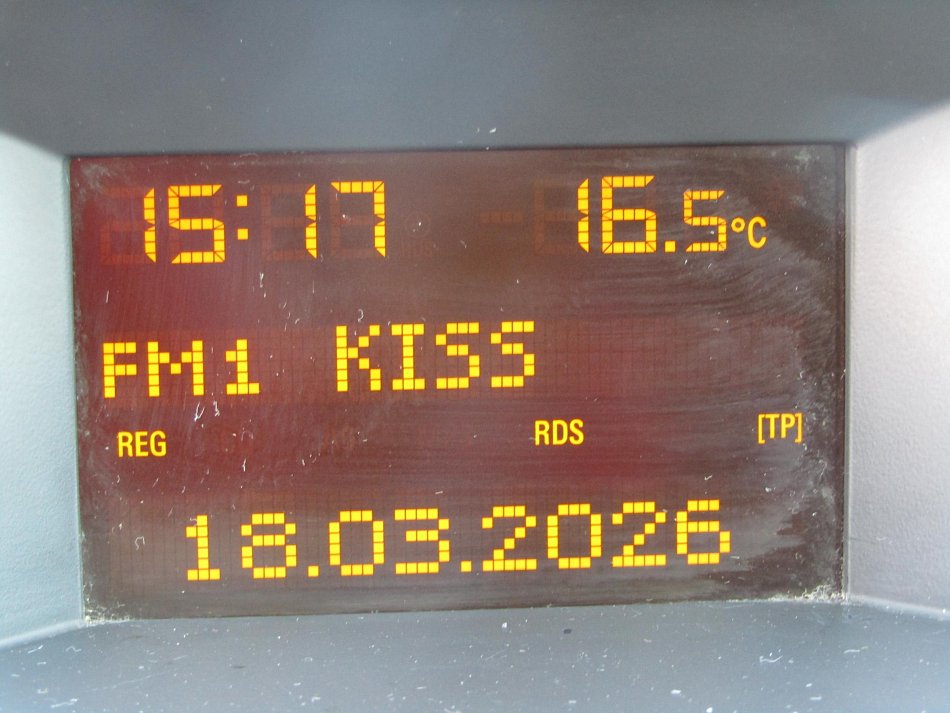 15:17 16.5°C
FM1 KISS
REG RDS [TP]
18.03.2026